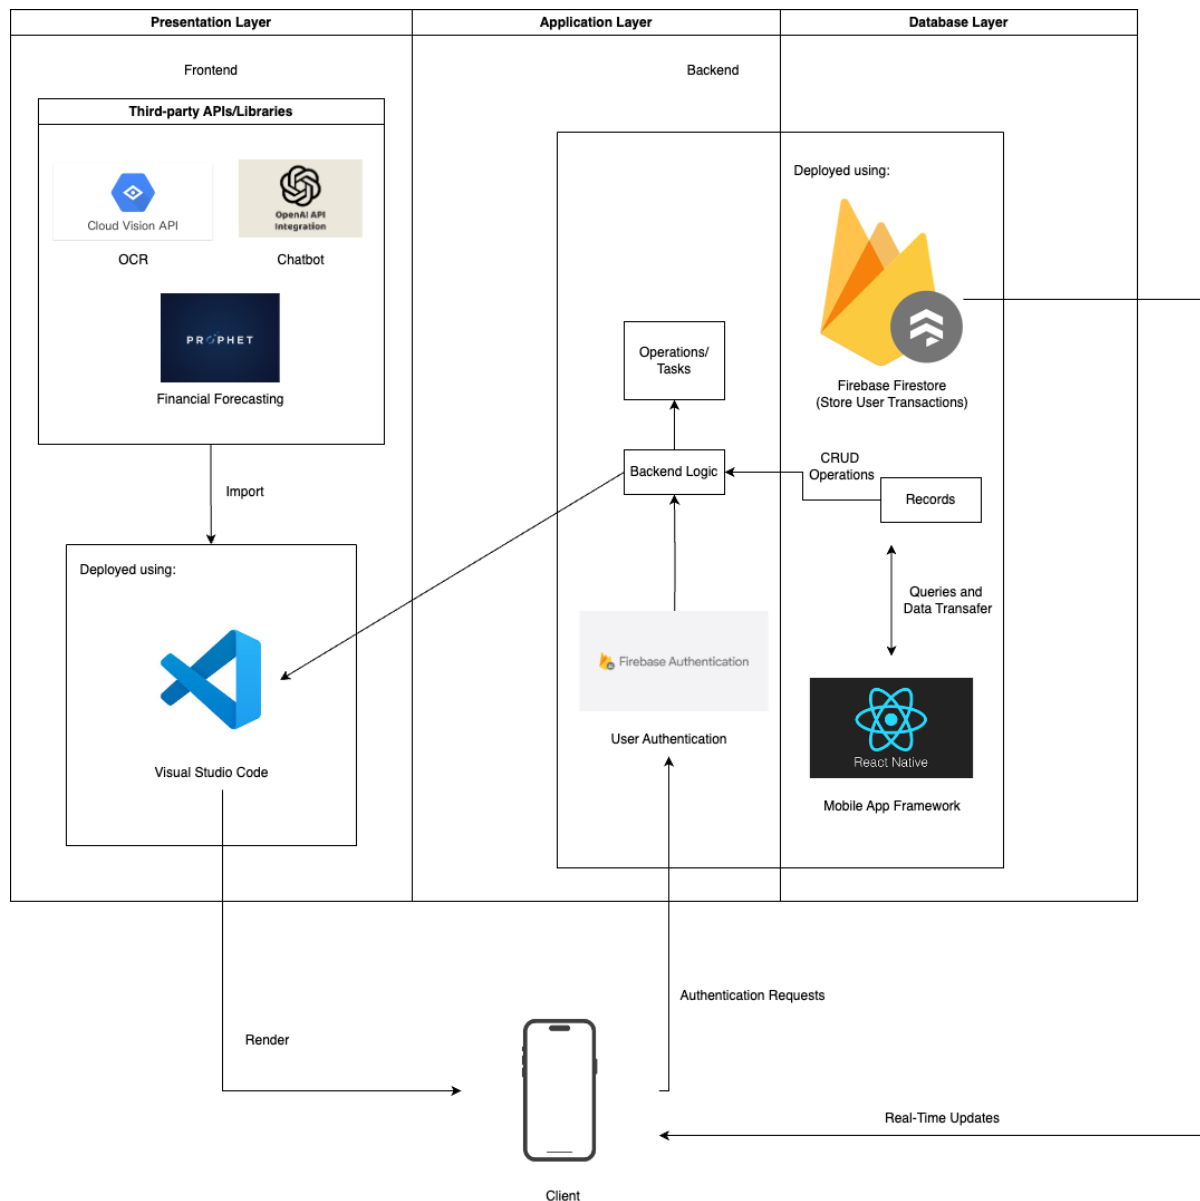 Presentation Layer
Application Layer
Database Layer
Frontend
Backend
Third-party APIs/Libraries
Cloud Vision API
OCR
OpenAI API
Integration
Chatbot
PROPHET
Financial Forecasting
Import
Deployed using:
Visual Studio Code
Operations/
Tasks
Backend Logic
Firebase Authentication
User Authentication
Deployed using:
Firebase Firestore
(Store User Transactions)
CRUD
Operations
Records
Queries and
Data Transafer
React Native
Mobile App Framework
Authentication Requests
Render
Real-Time Updates
Client